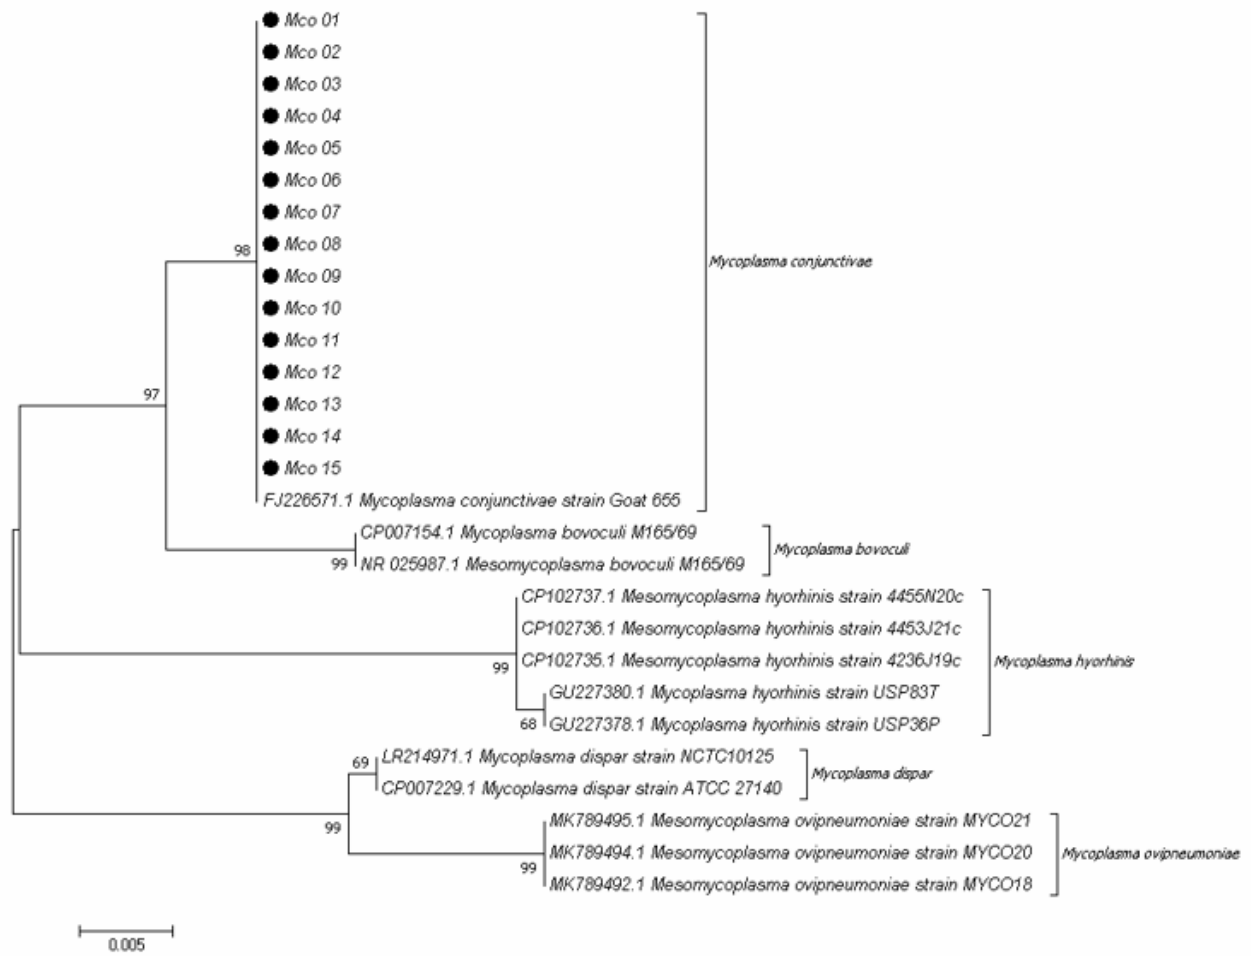 Mco 01
Mco 02
Mco 03
Mco 04
Mco 05
Mco 06
Mco 07
98
Mco 08
Mycoplasma conjunctivae
Mco 09
Mco 10
Mco 11
Mco 12
97
Mco 13
Mco 14
Mco 15
FJ226571.1 Mycoplasma conjunctivae strain Goat 655
CP007154.1 Mycoplasma bovoculi M165/69
Mycoplasma bovoculi
99
NR 025987.1 Mesomycoplasma bovoculi M165/69
CP102737.1 Mesomycoplasma hyorhinis strain 4455N20c
CP102736.1 Mesomycoplasma hyorhinis strain 4453J21c
CP102735.1 Mesomycoplasma hyorhinis strain 4236J19c
Mycoplasma hyorhinis
99
GU227380.1 Mycoplasma hyorhinis strain USP83T
68
GU227378.1 Mycoplasma hyorhinis strain USP36P
69
LR214971.1 Mycoplasma dispar strain NCTC10125
Mycoplasma dispar
CP007229.1 Mycoplasma dispar strain ATCC 27140
99
MK789495.1 Mesomycoplasma ovipneumoniae strain MYCO21
MK789494.1 Mesomycoplasma ovipneumoniae strain MYCO20
Mycoplasma ovipneumoniae
99
MK789492.1 Mesomycoplasma ovipneumoniae strain MYCO18
0.005